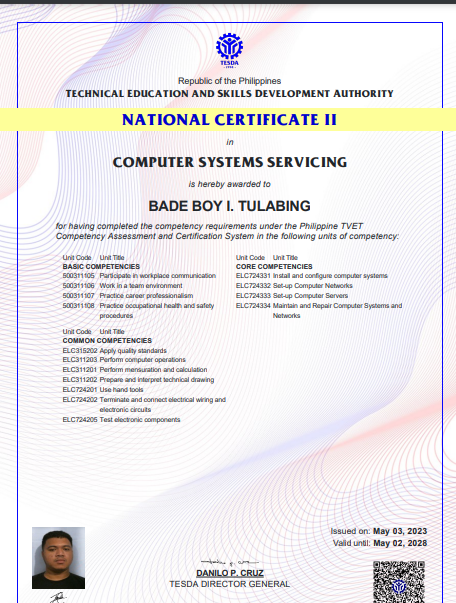 TESDA
Republic of the Philippines
TECHNICAL EDUCATION AND SKILLS DEVELOPMENT AUTHORITY
NATIONAL CERTIFICATE II
in
COMPUTER SYSTEMS SERVICING
is hereby awarded to
BADE BOY I. TULABING
for having completed the competency requirements under the Philippine TVET
Competency Assessment and Certification System in the following units of competency:
Unit Code Unit Title
BASIC COMPETENCIES
500311105 Participate in workplace communication
500311106 Work in a team environment
500311107 Practice career professionalism
500311108 Practice occupational health and safety
procedures
Unit Code Unit Title
CORE COMPETENCIES
ELC724331 Install and configure computer systems
ELC724332 Set-up Computer Networks
ELC724333 Set-up Computer Servers
ELC724334 Maintain and Repair Computer Systems and
Networks
Unit Code Unit Title
COMMON COMPETENCIES
ELC315202 Apply quality standards
ELC311203 Perform computer operations
ELC311201 Perform mensuration and calculation
ELC311202 Prepare and interpret technical drawing
ELC724201 Use hand tools
ELC724202 Terminate and connect electrical wiring and
electronic circuits
ELC724205 Test electronic components
Issued on: May 03, 2023
Valid until: May 02, 2028
DANILO P. CRUZ
TESDA DIRECTOR GENERAL